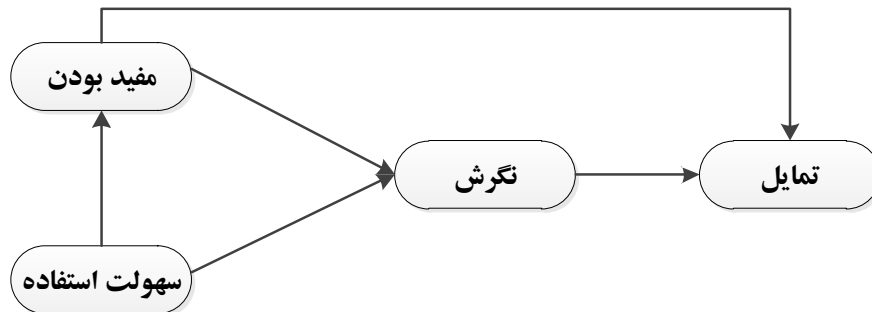 مفید بودن
نگرش
تمایل
سهولت استفاده